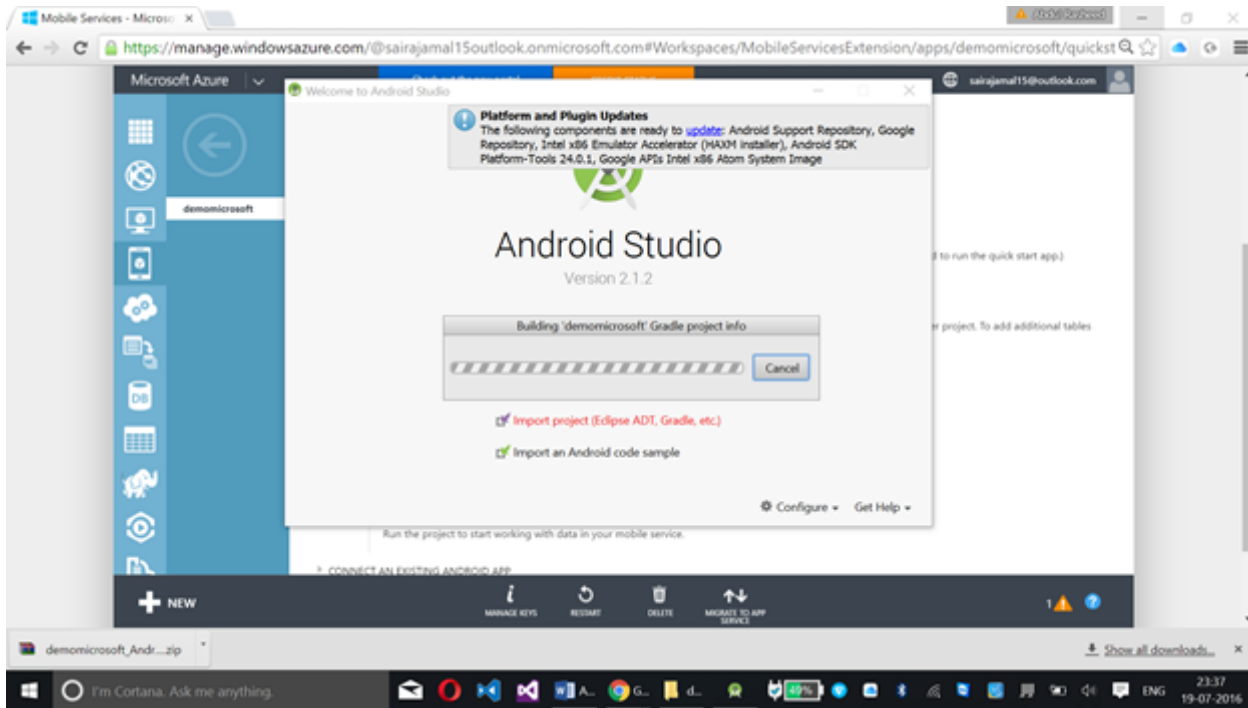 Mobile Services - Microso
Abdul Rasheed
https://manage.windowsazure.com/@sairajamal15outlook.onmicrosoft.com#Workspaces/MobileServicesExtension/apps/demomicrosoft/quickst
Microsoft Azure
sairajamal15@outlook.com
Welcome to Android Studio
Platform and Plugin Updates
The following components are ready to update: Android Support Repository, Google
Repository, Intel x86 Emulator Accelerator (HAXM installer), Android SDK
Platform-Tools 24.0.1, Google APIs Intel x86 Atom System Image
demomicrosoft
Android Studio
Version 2.1.2
d to run the quick start app.)
Building 'demomicrosoft' Gradle project info
er project. To add additional tables
Cancel
Import project (Eclipse ADT, Gradle, etc.)
DB
Import an Android code sample
Configure
Get Help
Run the project to start working with data in your mobile service.
CONNECT AN EXISTING ANDROID APP
NEW
MANAGE KEYS
RESTART
DELETE
MIGRATE TO APP
SERVICE
1
demomicrosoft_Andr....zip
Show all downloads...
I'm Cortana. Ask me anything.
A...
G...
d...
49%
ENG
23:37
19-07-2016